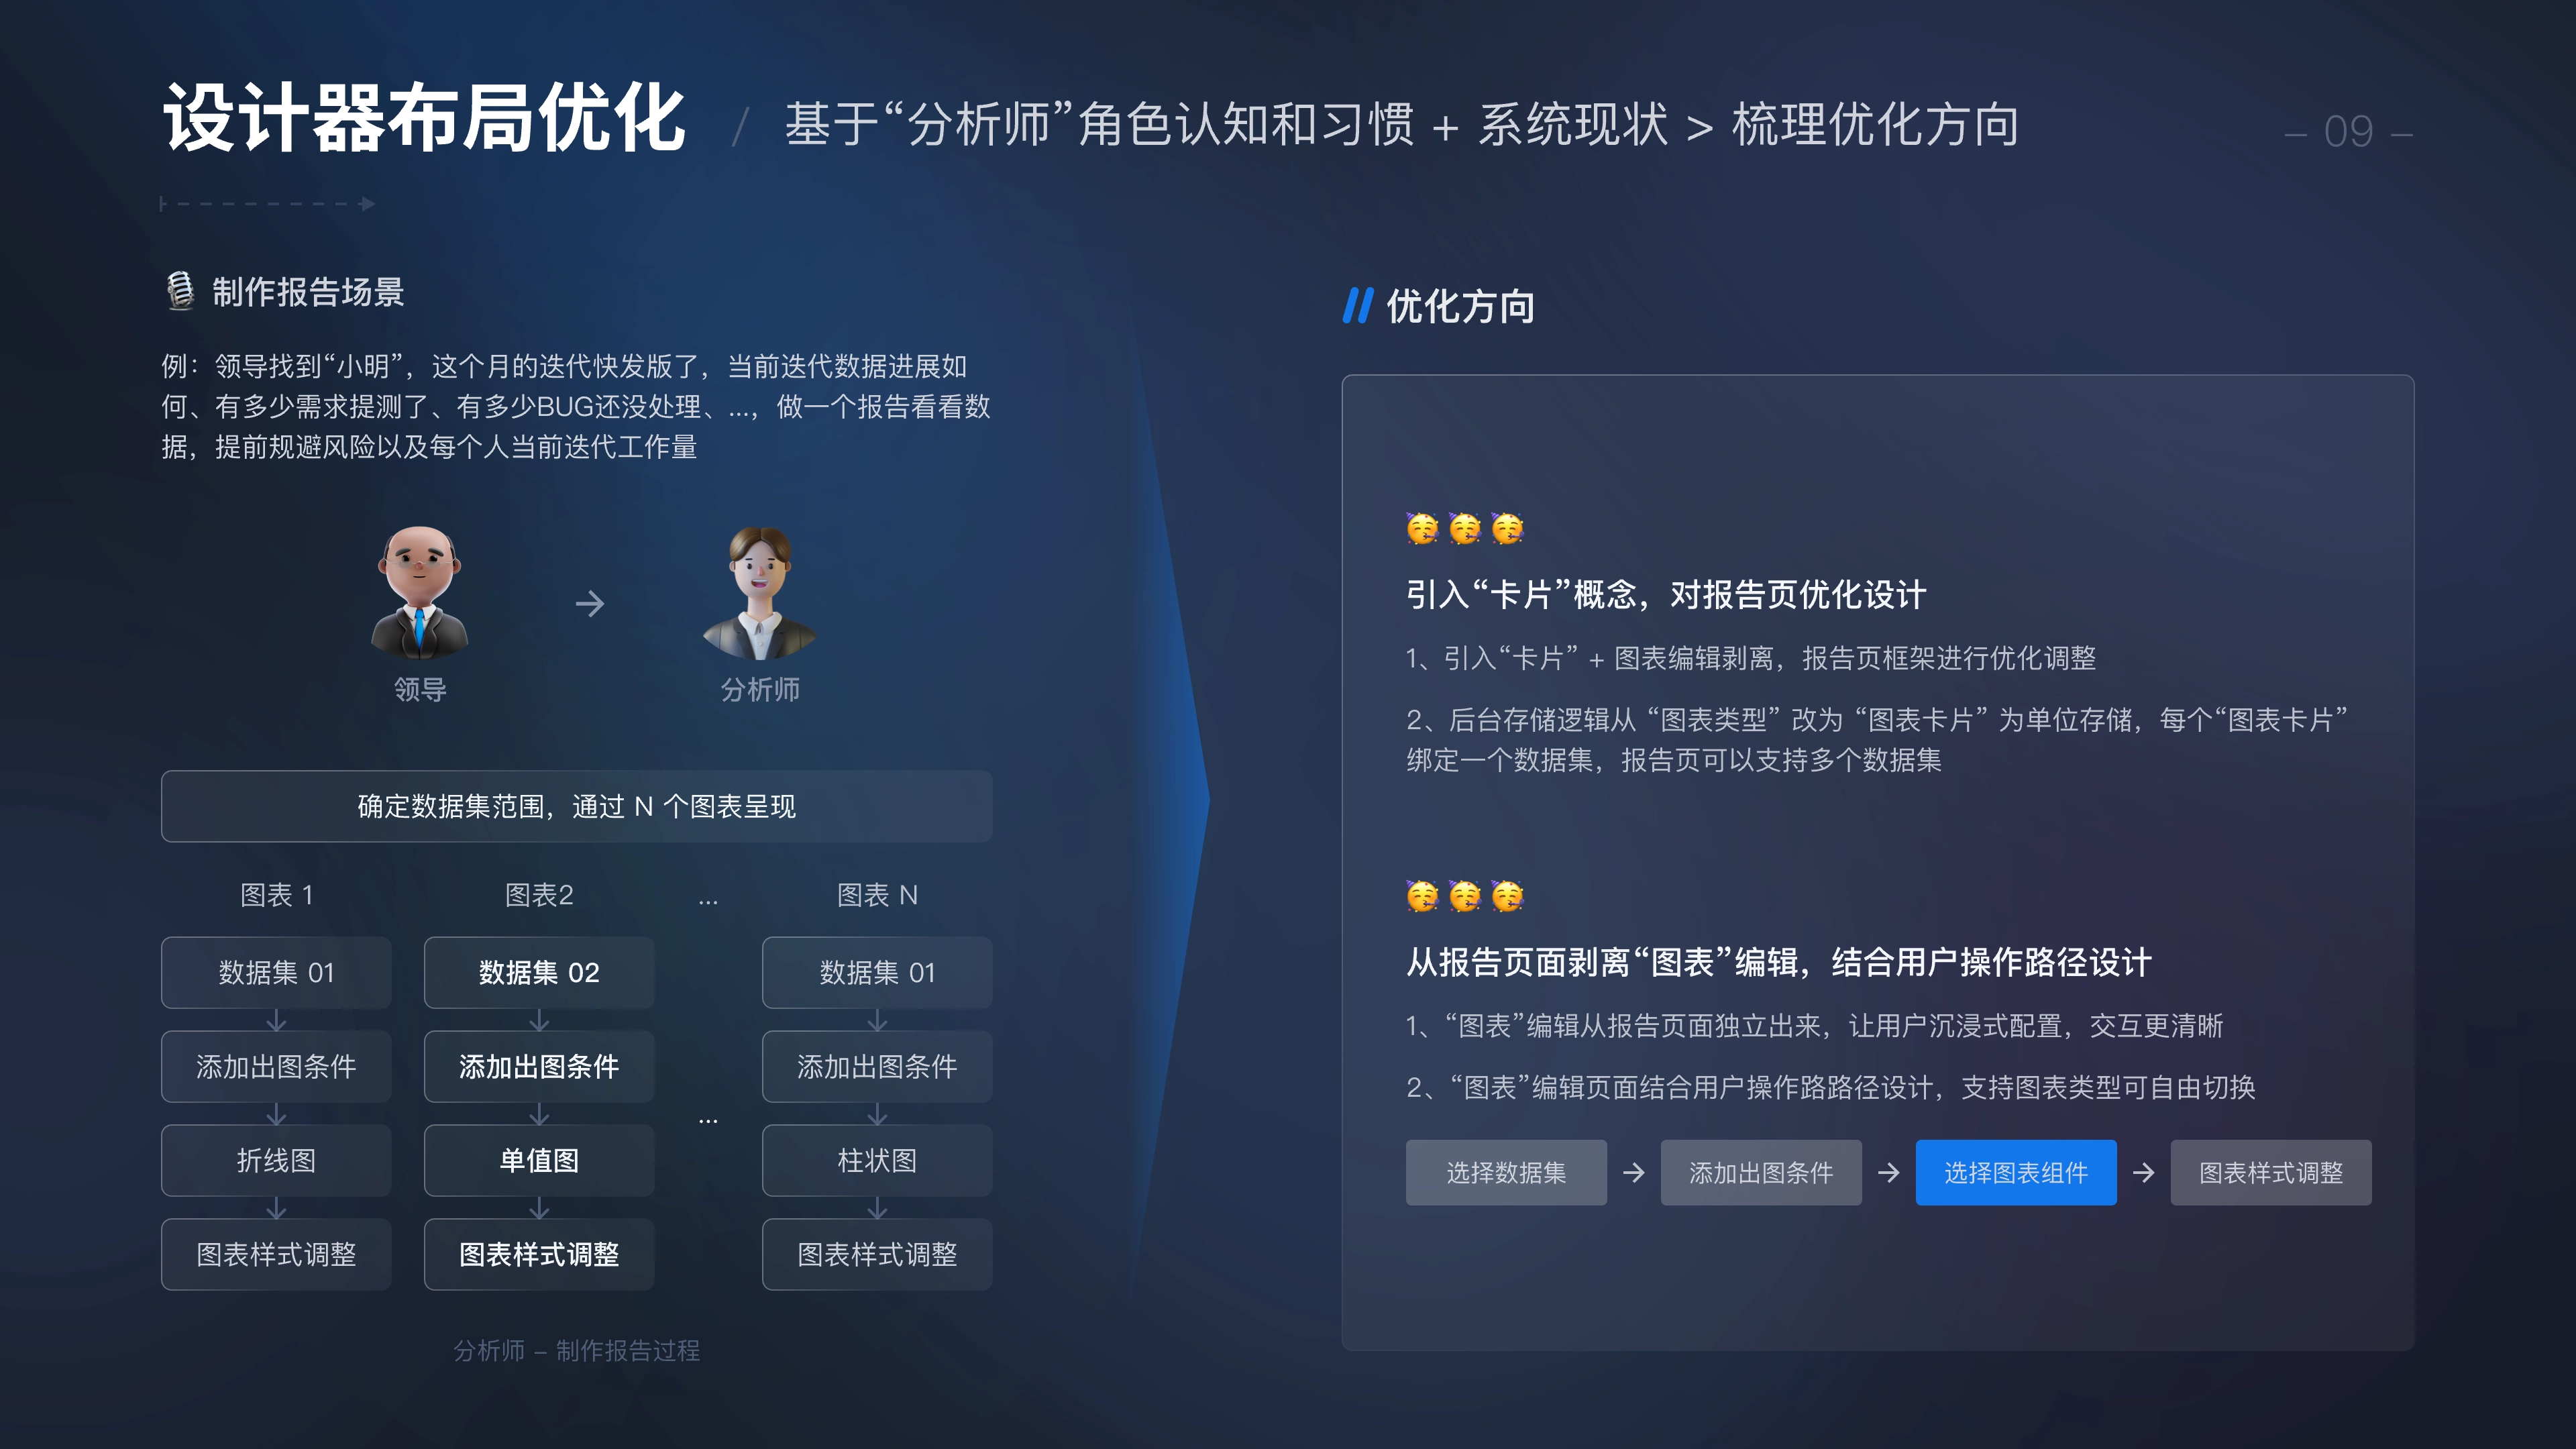 设计器布局优化 / 基于“分析师”角色认知和习惯 + 系统现状 > 梳理优化方向
– 09 –
制作报告场景
例：领导找到“小明”，这个月的迭代快发版了，当前迭代数据进展如
何、有多少需求提测了、有多少BUG还没处理、...，做一个报告看看数
据，提前规避风险以及每个人当前迭代工作量
领导
分析师
确定数据集范围，通过 N 个图表呈现
图表 1
图表2
...
图表 N
数据集 01
数据集 02
数据集 01
添加出图条件
添加出图条件
添加出图条件
...
折线图
单值图
柱状图
图表样式调整
图表样式调整
图表样式调整
分析师 – 制作报告过程
优化方向
引入“卡片”概念，对报告页优化设计
1、引入“卡片” + 图表编辑剥离，报告页框架进行优化调整
2、后台存储逻辑从 “图表类型” 改为 “图表卡片” 为单位存储，每个“图表卡片”
绑定一个数据集，报告页可以支持多个数据集
从报告页面剥离“图表”编辑，结合用户操作路径设计
1、“图表”编辑从报告页面独立出来，让用户沉浸式配置，交互更清晰
2、“图表”编辑页面结合用户操作路路径设计，支持图表类型可自由切换
选择数据集
添加出图条件
选择图表组件
图表样式调整